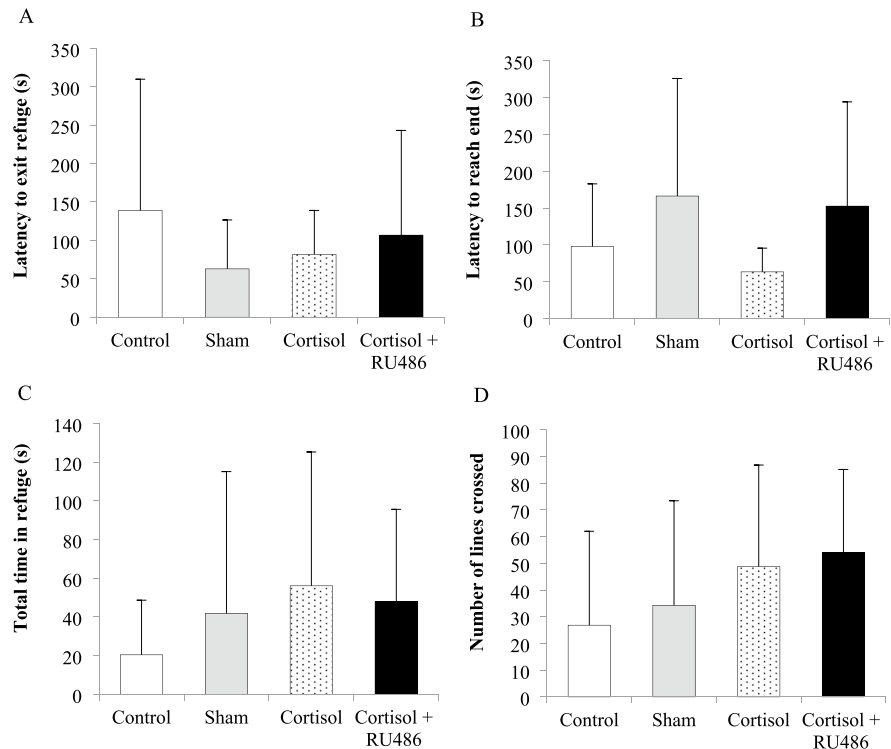 A
Latency to exit refuge (s)
350
300
250
200
150
100
50
0
Control
Sham
Cortisol
Cortisol +
RU486
B
Latency to reach end (s)
350
300
250
200
150
100
50
0
Control
Sham
Cortisol
Cortisol +
RU486
C
Total time in refuge (s)
140
120
100
80
60
40
20
0
Control
Sham
Cortisol
Cortisol +
RU486
D
Number of lines crossed
100
90
80
70
60
50
40
30
20
10
0
Control
Sham
Cortisol
Cortisol +
RU486